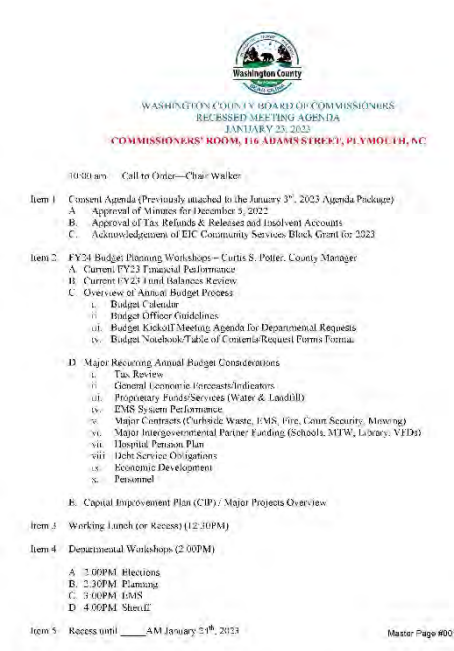 Washington County
WASHINGTON COUNTY BOARD OF COMMISSIONERS
RECESSED MEETING AGENDA
JANUARY 23, 2023
COMMISSIONERS' ROOM, 116 ADAMS STREET, PLYMOUTH, NC
10:00 am Call to Order—Chair Walker
Item 1 Consent Agenda (Previously attached to the January 3rd, 2023 Agenda Package)
A. Approval of Minutes for December 5, 2022
B. Approval of Tax Refunds & Releases and Insolvent Accounts
C. Acknowledgement of EIC Community Services Block Grant for 2023
Item 2 FY24 Budget Planning Workshops – Curtis S. Potter, County Manager
A. Current FY23 Financial Performance
B. Current FY23 Fund Balances Review
C. Overview of Annual Budget Process
i. Budget Calendar
ii. Budget Officer Guidelines
iii. Budget Kickoff Meeting Agenda for Departmental Requests
iv. Budget Notebook/Table of Contents/Request Forms Format
D. Major Recurring Annual Budget Considerations
i. Tax Review
ii. General Economic Forecasts/Indicators
iii. Proprietary Funds/Services (Water & Landfill)
iv. EMS System Performance
v. Major Contracts (Curbside Waste, EMS, Fire, Court Security, Mowing)
vi. Major Intergovernmental Partner Funding (Schools, MTW, Library, VFDs)
vii. Hospital Pension Plan
viii. Debt Service Obligations
ix. Economic Development
x. Personnel
E. Capital Improvement Plan (CIP) / Major Projects Overview
Item 3 Working Lunch (or Recess) (12:30PM)
Item 4 Departmental Workshops (2:00PM)
A. 2:00PM Elections
B. 2:30PM Planning
C. 3:00PM EMS
D. 4:00PM Sheriff
Item 5 Recess until _____AM January 24th, 2023
Master Page #00